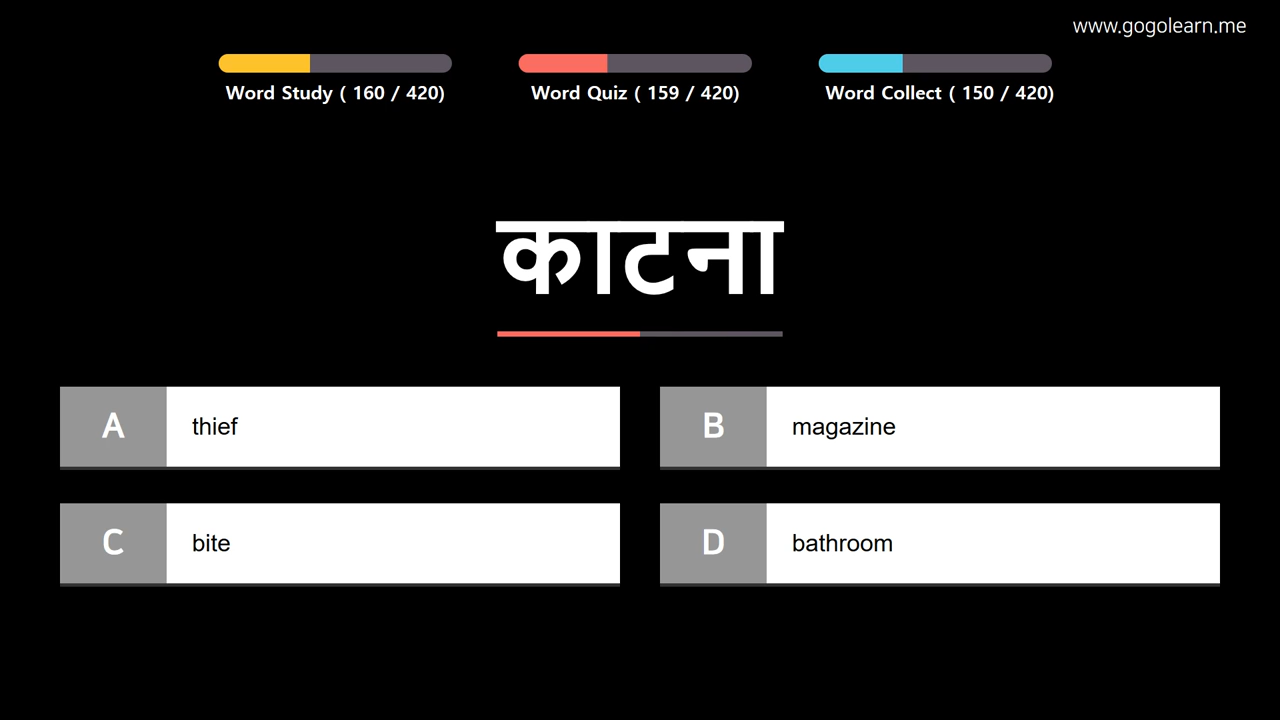 www.gogolearn.me
Word Study ( 160 / 420)
Word Quiz ( 159 / 420)
Word Collect ( 150 / 420)
काटना
A thief
B magazine
C bite
D bathroom